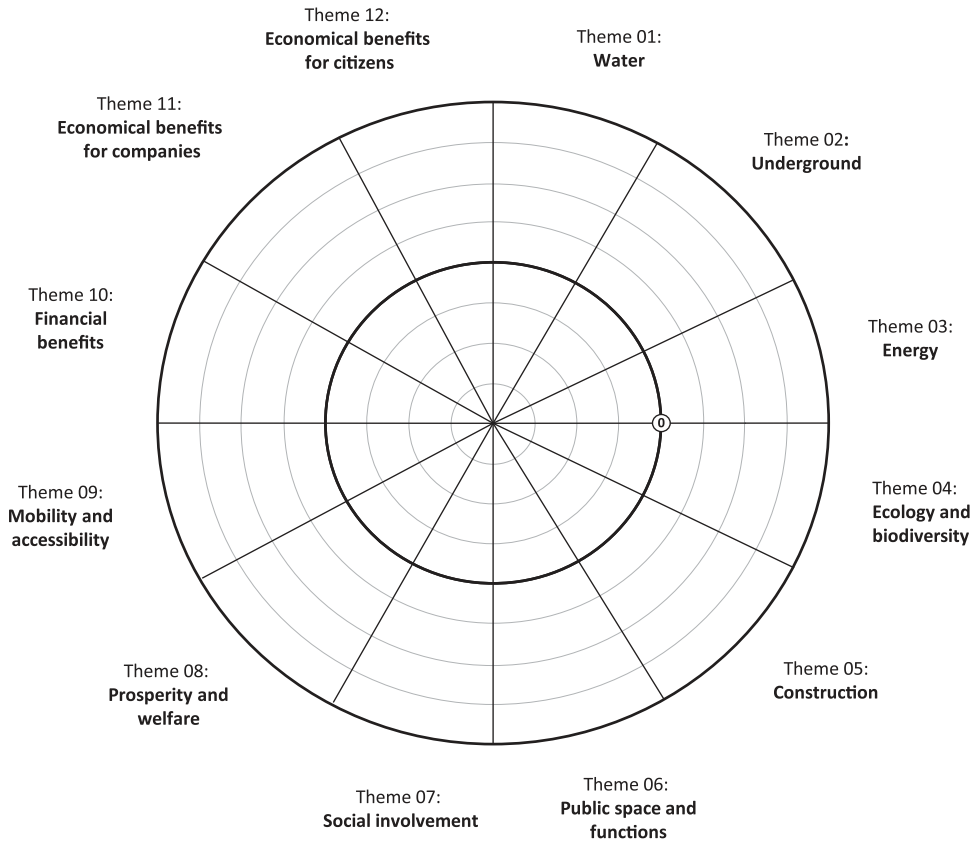 Theme 12:
Economical benefits
for citizens
Theme 01:
Water
Theme 11:
Economical benefits
for companies
Theme 02:
Underground
Theme 10:
Financial
benefits
Theme 03:
Energy
0
Theme 09:
Mobility and
accessibility
Theme 04:
Ecology and
biodiversity
Theme 08:
Prosperity and
welfare
Theme 05:
Construction
Theme 07:
Social involvement
Theme 06:
Public space and
functions